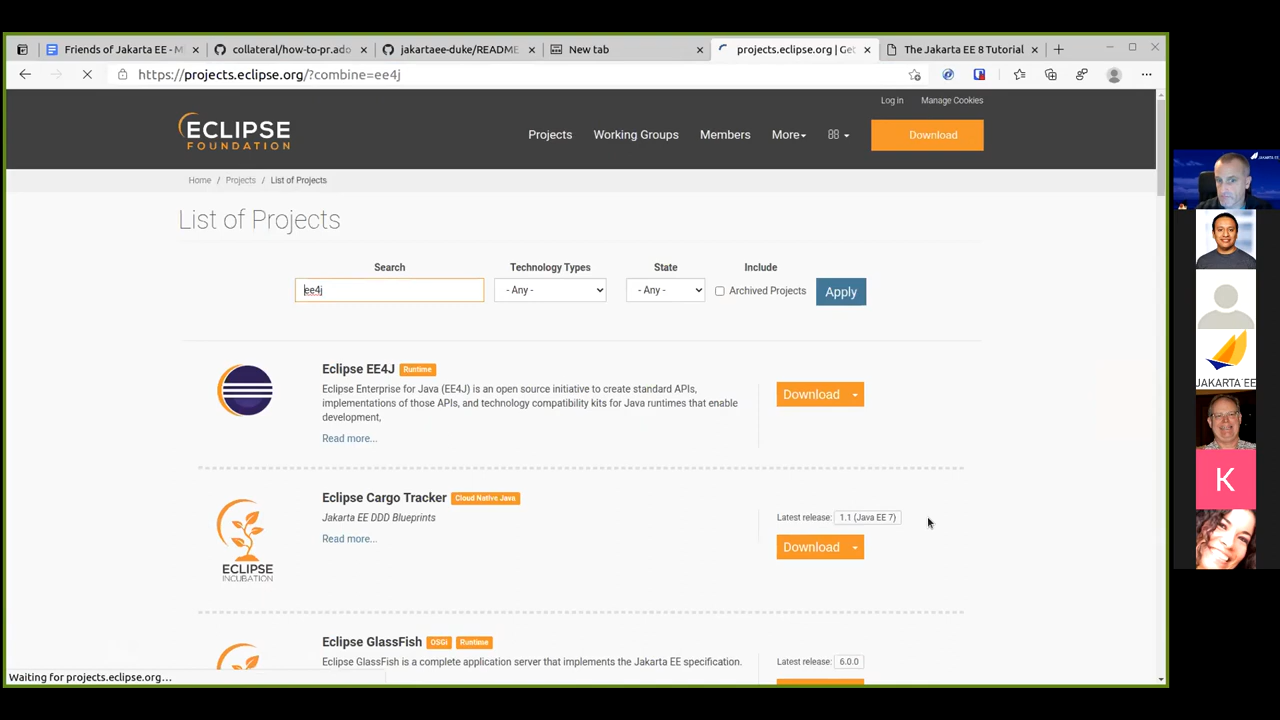 Friends of Jakarta EE - M
collateral/how-to-pr.ado
jakartaee-duke/README
New tab
projects.eclipse.org | Get
The Jakarta EE 8 Tutorial
https://projects.eclipse.org/?combine=ee4j
Log in
Manage Cookies
ECLIPSE
FOUNDATION
Projects
Working Groups
Members
More
Download
Home / Projects / List of Projects
List of Projects
Search
Technology Types
State
Include
ee4j
- Any -
- Any -
Archived Projects
Apply
Eclipse EE4J Runtime
Eclipse Enterprise for Java (EE4J) is an open source initiative to create standard APIs,
implementations of those APIs, and technology compatibility kits for Java runtimes that enable
development,
Read more...
Download
Eclipse Cargo Tracker Cloud Native Java
Jakarta EE DDD Blueprints
Read more...
Latest release: 1.1 (Java EE 7)
Download
ECLIPSE
INCUBATION
Eclipse GlassFish OSGi Runtime
Eclipse GlassFish is a complete application server that implements the Jakarta EE specification.
Latest release: 6.0.0
Waiting for projects.eclipse.org...
JAKARTA EE
K